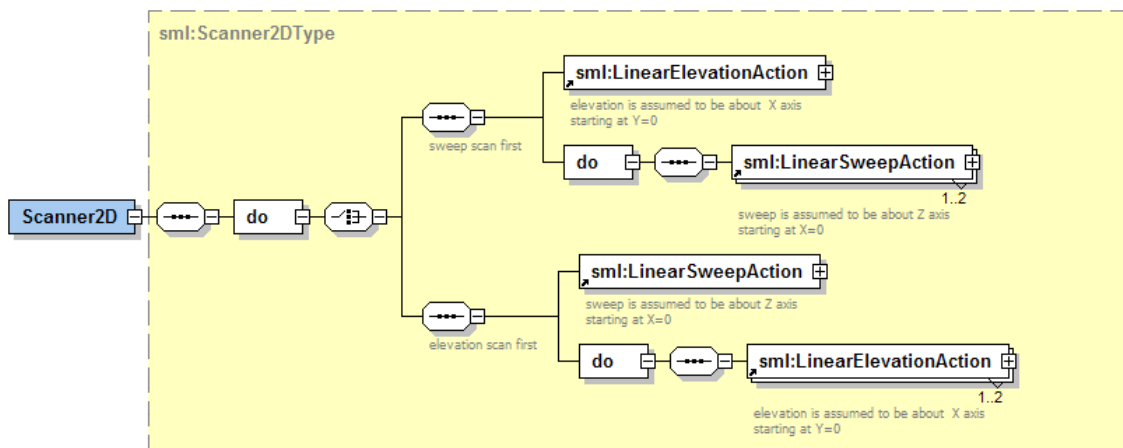 sml:Scanner2DType
sml:LinearElevationAction
elevation is assumed to be about X axis
starting at Y=0
sweep scan first
do
sml:LinearSweepAction
1..2
sweep is assumed to be about Z axis
starting at X=0
Scanner2D
do
sml:LinearSweepAction
sweep is assumed to be about Z axis
starting at X=0
elevation scan first
do
sml:LinearElevationAction
1..2
elevation is assumed to be about X axis
starting at Y=0